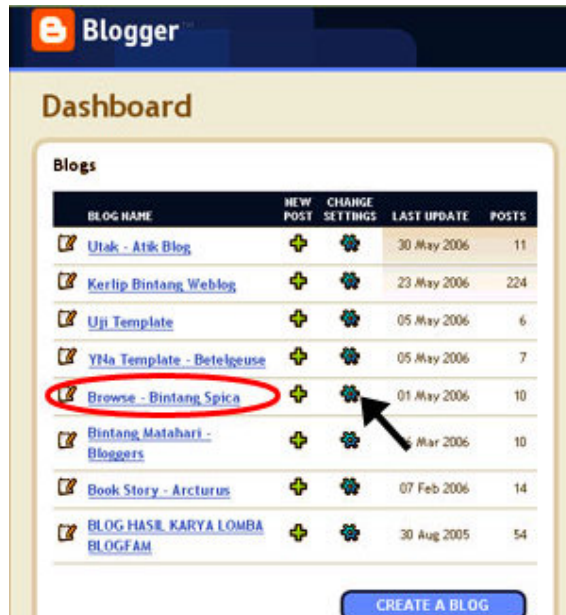 Blogger™
Dashboard
Blogs
BLOG NAME NEW POST CHANGE SETTINGS LAST UPDATE POSTS
Utak - Atik Blog 30 May 2006 11
Kerlip Bintang Weblog 23 May 2006 224
Uji Template 05 May 2006 6
YNa Template - Betelgeuse 05 May 2006 7
Browse - Bintang Spica 01 May 2006 10
Bintang Matahari -
Bloggers Mar 2006 10
Book Story - Arcturus 07 Feb 2006 14
BLOG HASIL KARYA LOMBA
BLOGFAM 30 Aug 2005 54
CREATE A BLOG